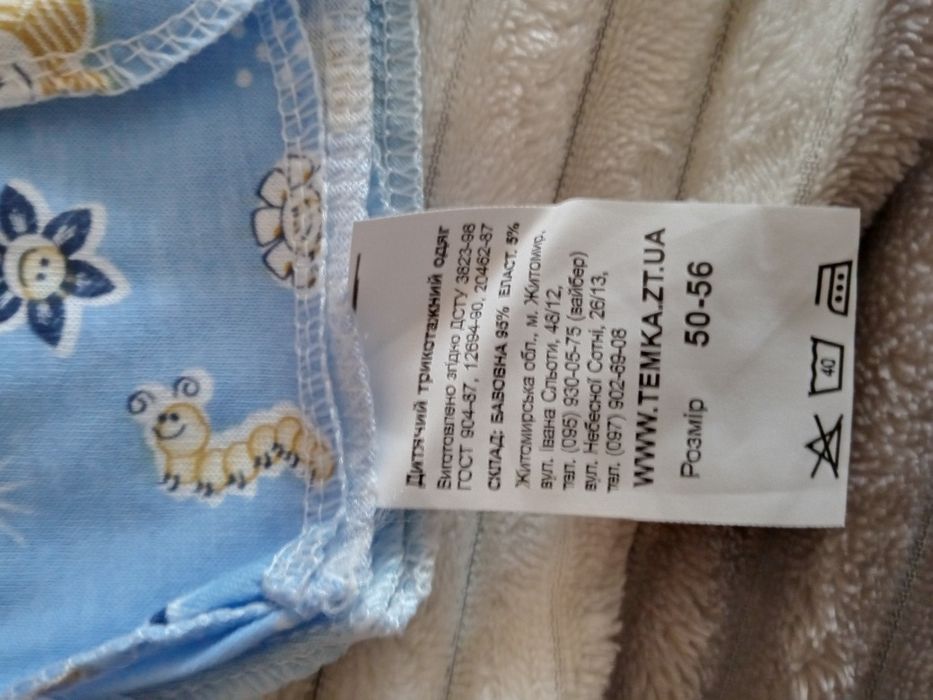 Дитячий трикотажний одяг
Виготовлено згідно ДСТУ 3823-98
ГОСТ 904-87, 12694-90, 20462-87
СКЛАД: БАВОВНА 95% ЕЛАСТ. 5%
Житомирська обл., м. Житомир,
вул. Івана Сльоти, 48/12,
тел. (095) 930-05-75 (вайбер)
вул. Небесної Сотні, 26/13,
тел. (097) 902-69-08
WWW.TEMKA.ZT.UA
Розмір 50-56
40